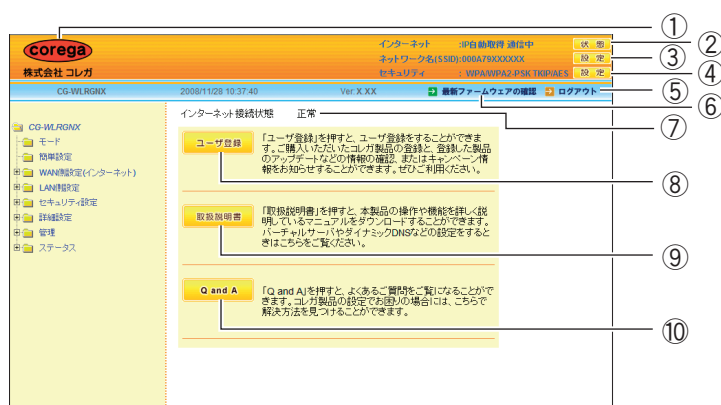 corega
株式会社 コレガ
インターネット :IP自動取得 通信中 状 態
ネットワーク名(SSID):000A79XXXXXX 設 定
セキュリティ : WPA/WPA2-PSK TKIP/AES 設 定
CG-WLRGNX 2008/11/28 10:37:40 Ver.X.XX 最新ファームウェアの確認 ログアウト
インターネット接続状態 正常
CG-WLRGNX
モード
簡単設定
WAN側設定(インターネット)
LAN側設定
セキュリティ設定
詳細設定
管理
ステータス
ユーザ登録
「ユーザ登録」を押すと、ユーザ登録をすることができま
す。ご購入いただいたコレガ製品の登録と、登録した製品
のアップデートなどの情報の確認、またはキャンペーン情
報をお知らせすることができます。ぜひご利用ください。
取扱説明書
「取扱説明書」を押すと、本製品の操作や機能を詳しく説
明しているマニュアルをダウンロードすることができます。
バーチャルサーバやダイナミックDNSなどの設定をすると
きはこちらをご覧ください。
Q and A
「Q and A」を押すと、よくあるご質問をご覧になることがで
きます。コレガ製品の設定でお困りの場合には、こちらで
解決方法を見つけることができます。
①
②
③
④
⑤
⑥
⑦
⑧
⑨
⑩